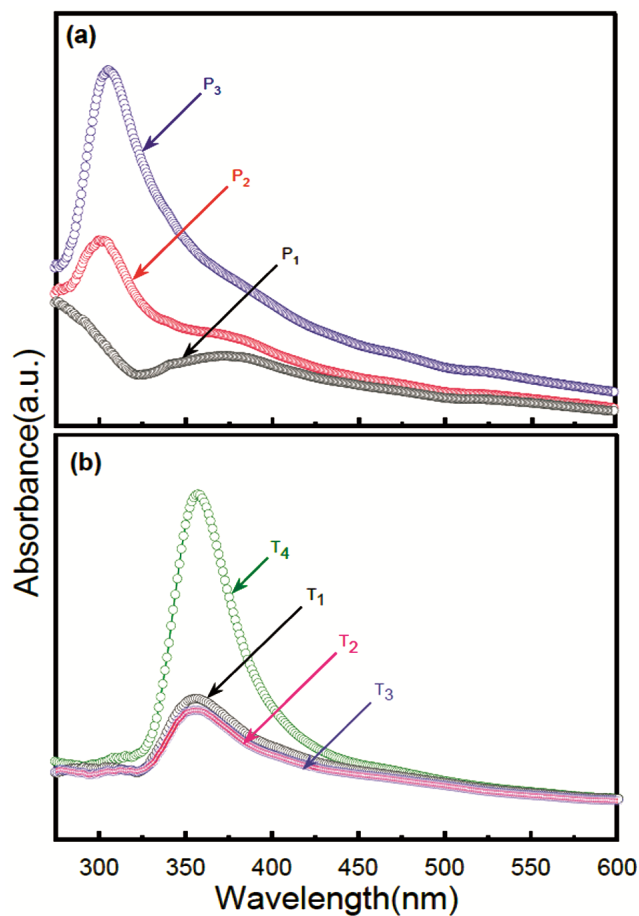 (a)
P3
P2
P1
(b)
T4
T1
T2
T3
Absorbance(a.u.)
300 350 400 450 500 550 600
Wavelength(nm)